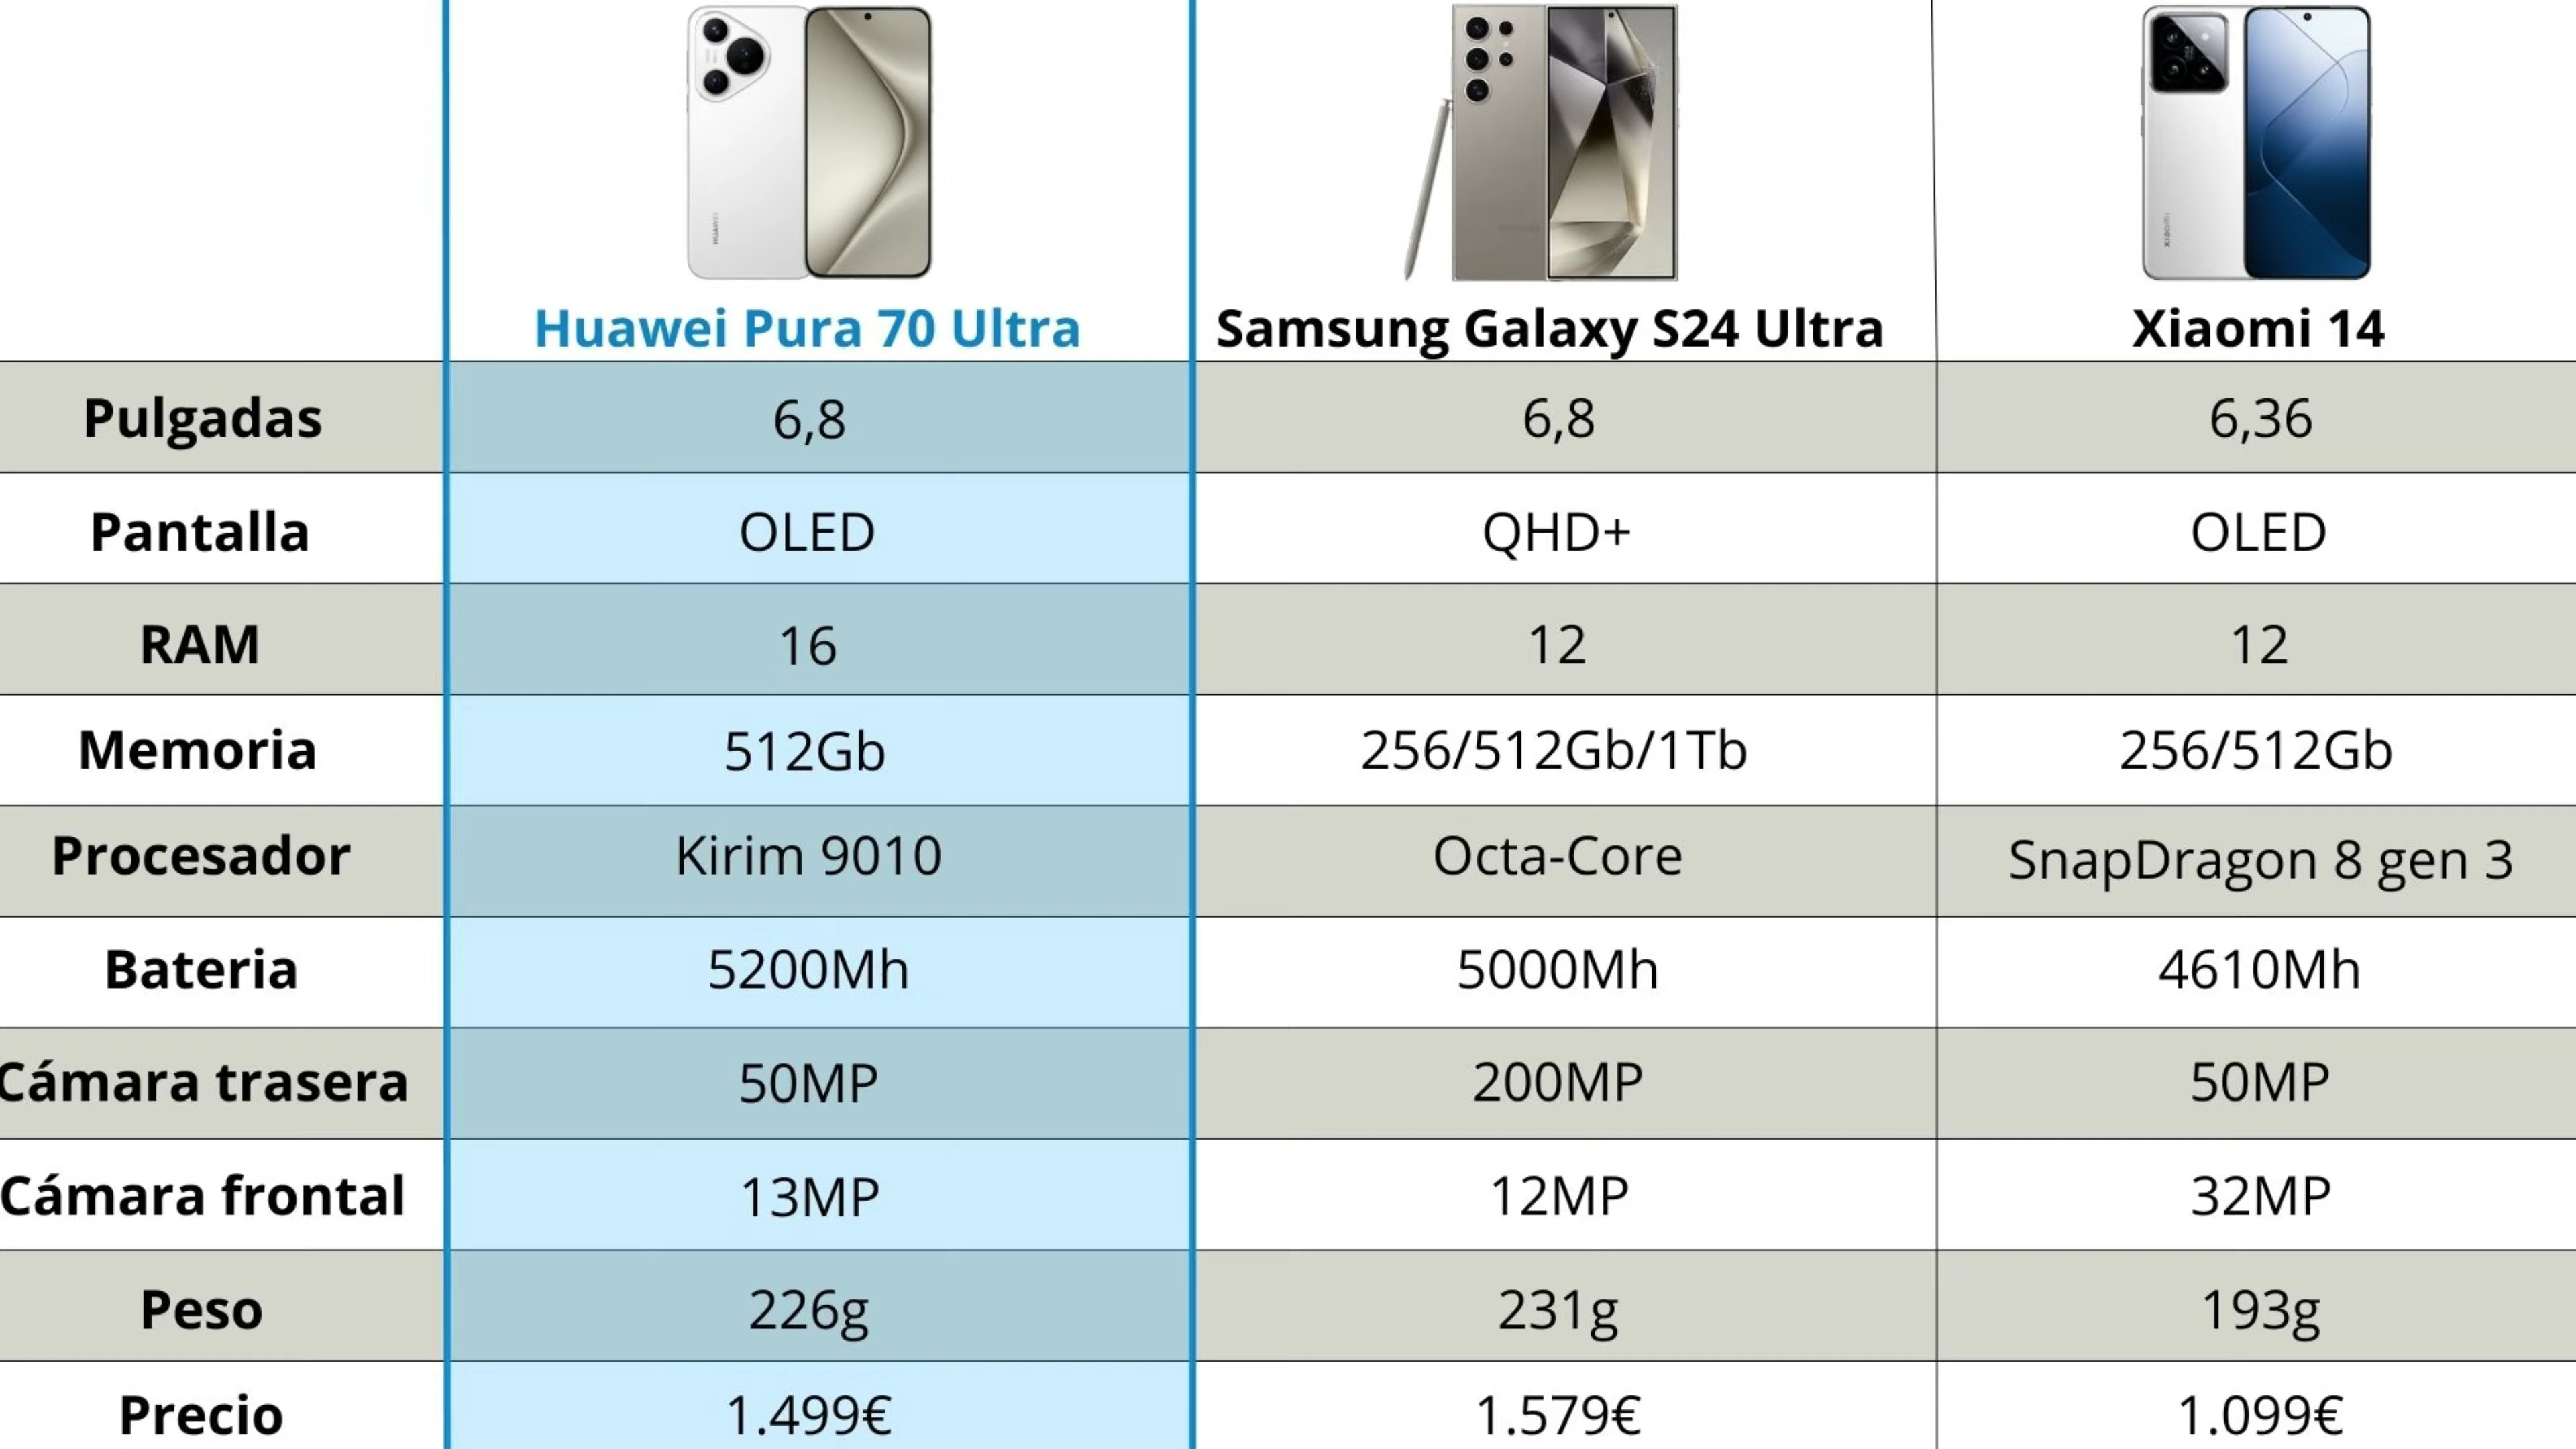 HUAWEI
XIAOMI
Huawei Pura 70 Ultra
Samsung Galaxy S24 Ultra
Xiaomi 14
Pulgadas
6,8
6,8
6,36
Pantalla
OLED
QHD+
OLED
RAM
16
12
12
Memoria
512Gb
256/512Gb/1Tb
256/512Gb
Procesador
Kirim 9010
Octa-Core
SnapDragon 8 gen 3
Bateria
5200Mh
5000Mh
4610Mh
Cámara trasera
50MP
200MP
50MP
Cámara frontal
13MP
12MP
32MP
Peso
226g
231g
193g
Precio
1.499€
1.579€
1.099€